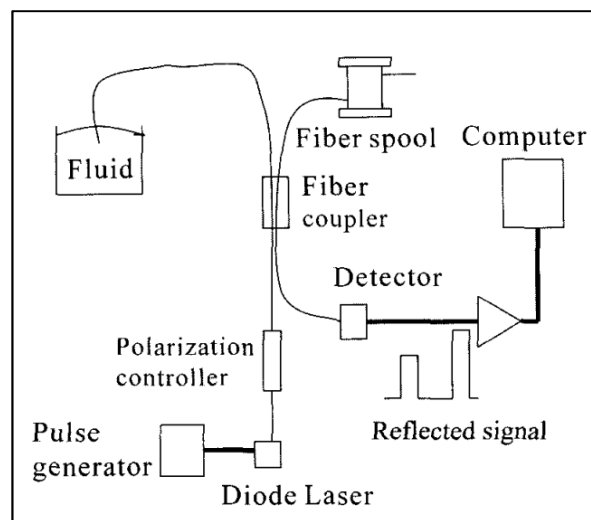 Fluid
Fiber spool
Computer
Fiber
coupler
Detector
Polarization
controller
Reflected signal
Pulse
generator
Diode Laser